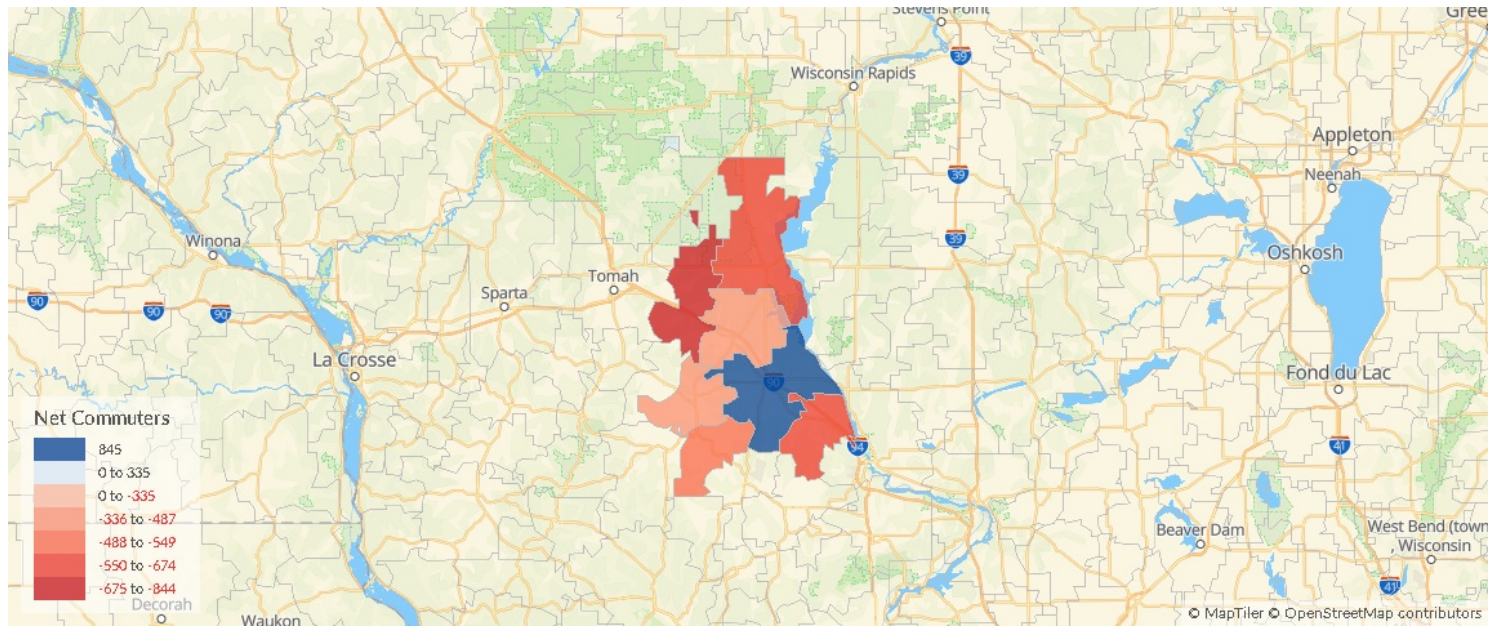 Stevens Point
Gree
39
Wisconsin Rapids
Appleton
Neenah
39
Winona
39
Oshkosh
Tomah
Sparta
90
90
90
La Crosse
Fond du Lac
90
Net Commuters
845
0 to 335
0 to -335
-336 to -487
-488 to -549
-550 to -674
-675 to -844
94
41
Beaver Dam
West Bend (town)
, Wisconsin
41
Decorah
Waukon
© MapTiler © OpenStreetMap contributors